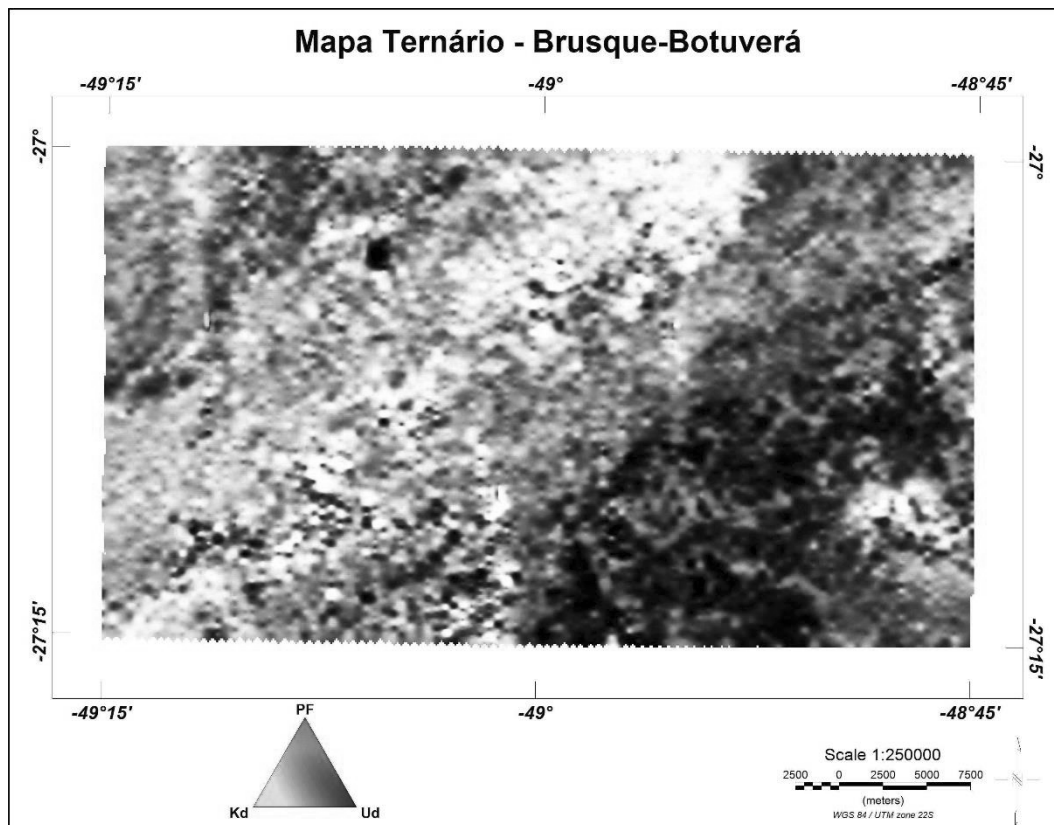 Mapa Ternário - Brusque-Botuverá
-49°15' -49° -48°45'
-27° -27°
-27°15' -27°15'
-49°15' -49° -48°45'
PF
Kd Ud
Scale 1:250000
2500 0 2500 5000 7500
(meters)
WGS 84 / UTM zone 22S